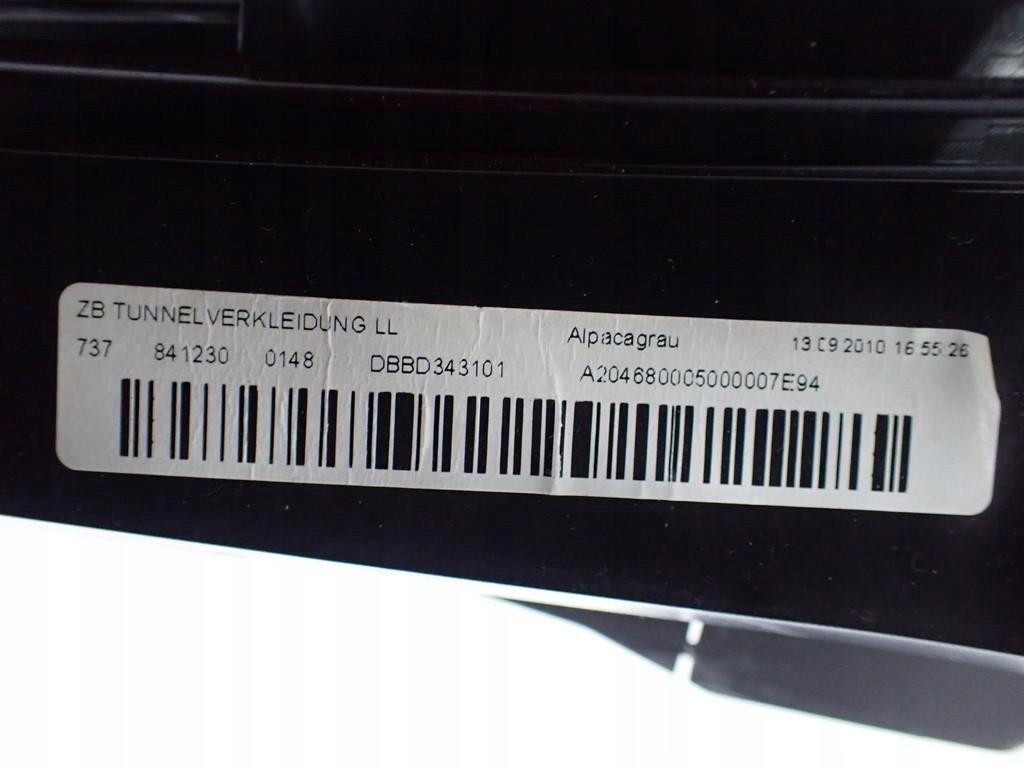 ZB TUNNELVERKLEIDUNG LL Alpacagrau 13.09.2010 16:55:26
737 841230 0148 DBBD343101 A204680005000007E94